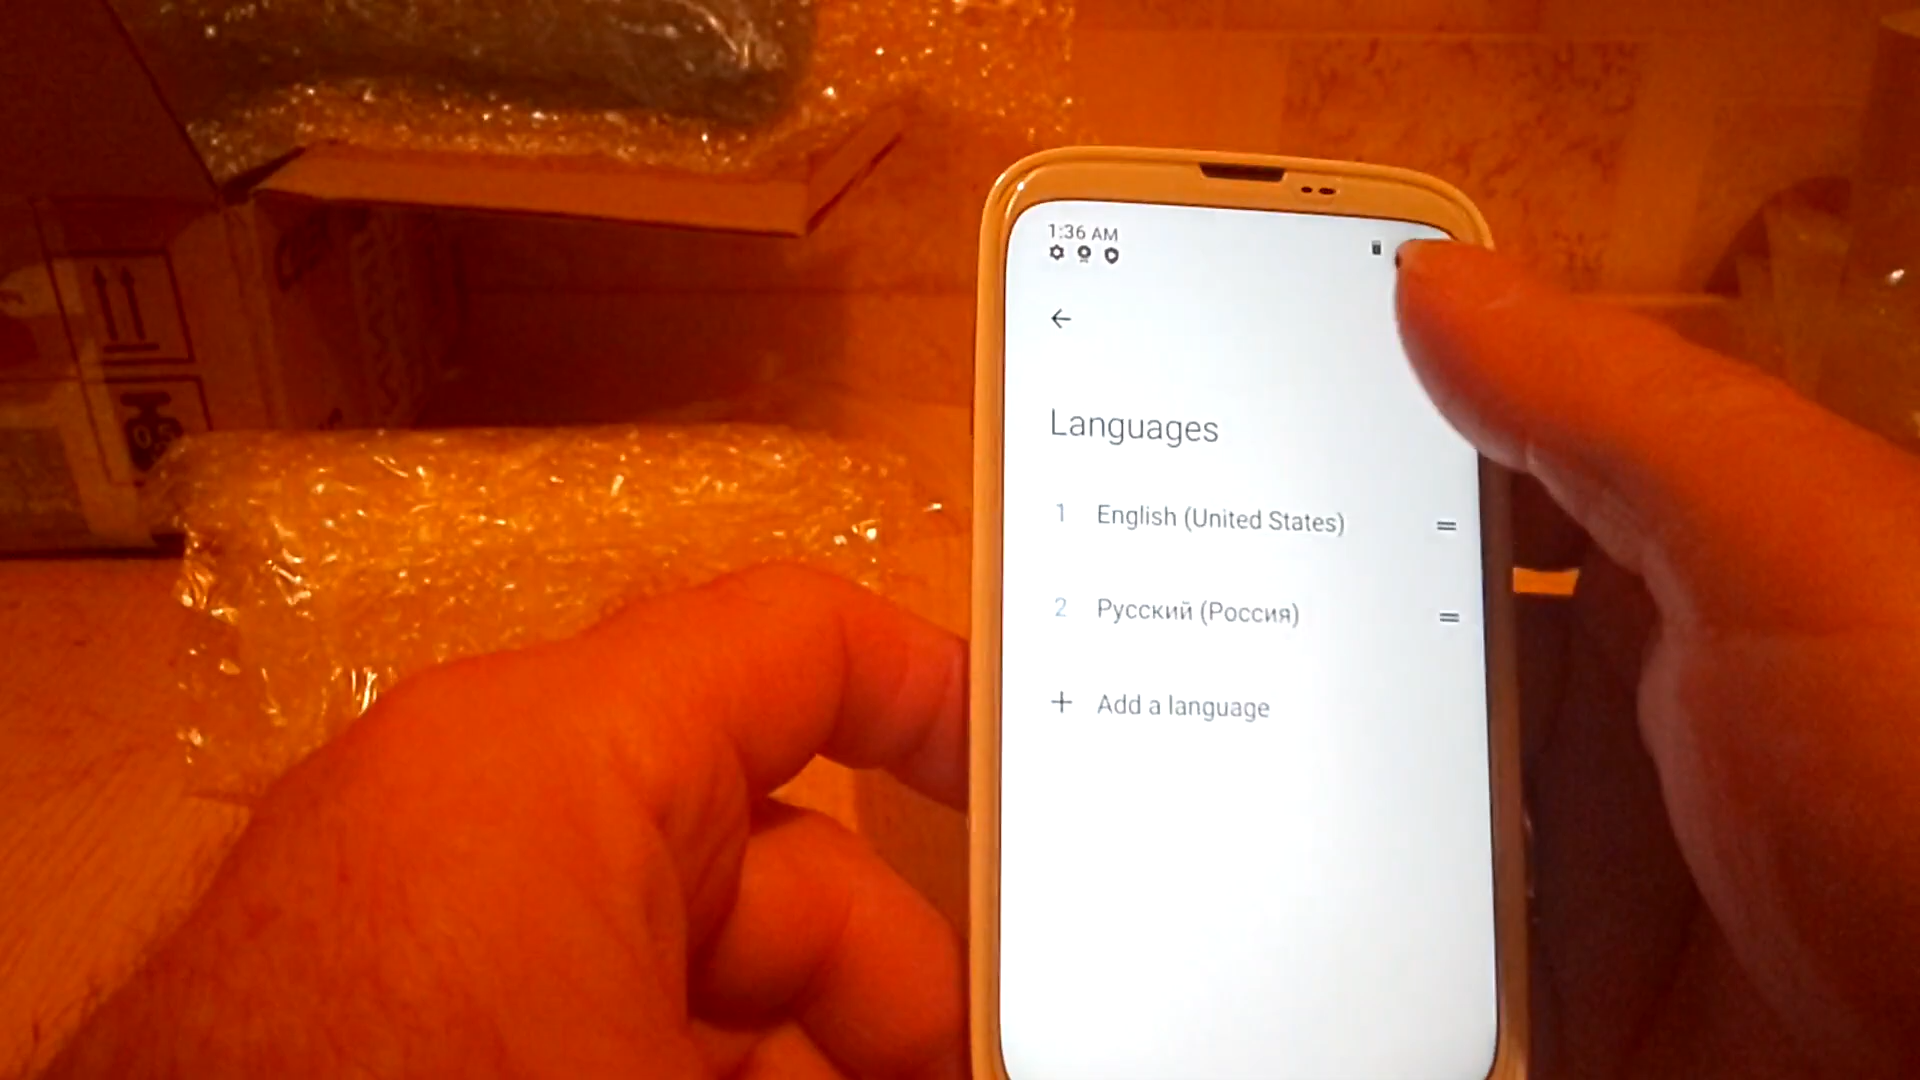 1:36 AM
Languages
1 English (United States)
2 Русский (Россия)
+ Add a language